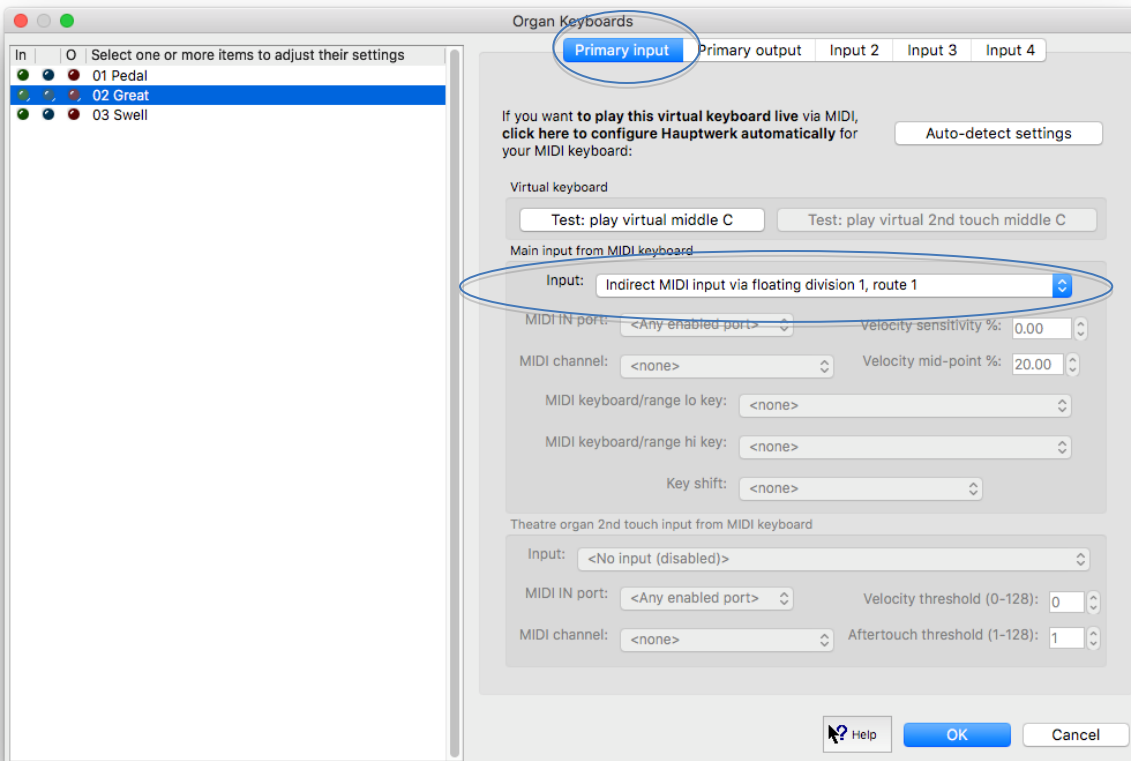 Organ Keyboards
In O Select one or more items to adjust their settings
01 Pedal
02 Great
03 Swell
Primary input Primary output Input 2 Input 3 Input 4
If you want to play this virtual keyboard live via MIDI,
click here to configure Hauptwerk automatically for
your MIDI keyboard:
Auto-detect settings
Virtual keyboard
Test: play virtual middle C Test: play virtual 2nd touch middle C
Main input from MIDI keyboard
Input: Indirect MIDI input via floating division 1, route 1
MIDI IN port: <Any enabled port> Velocity sensitivity %: 0.00
MIDI channel: <none> Velocity mid-point %: 20.00
MIDI keyboard/range lo key: <none>
MIDI keyboard/range hi key: <none>
Key shift: <none>
Theatre organ 2nd touch input from MIDI keyboard
Input: <No input (disabled)>
MIDI IN port: <Any enabled port> Velocity threshold (0-128): 0
MIDI channel: <none> Aftertouch threshold (1-128): 1
? Help OK Cancel